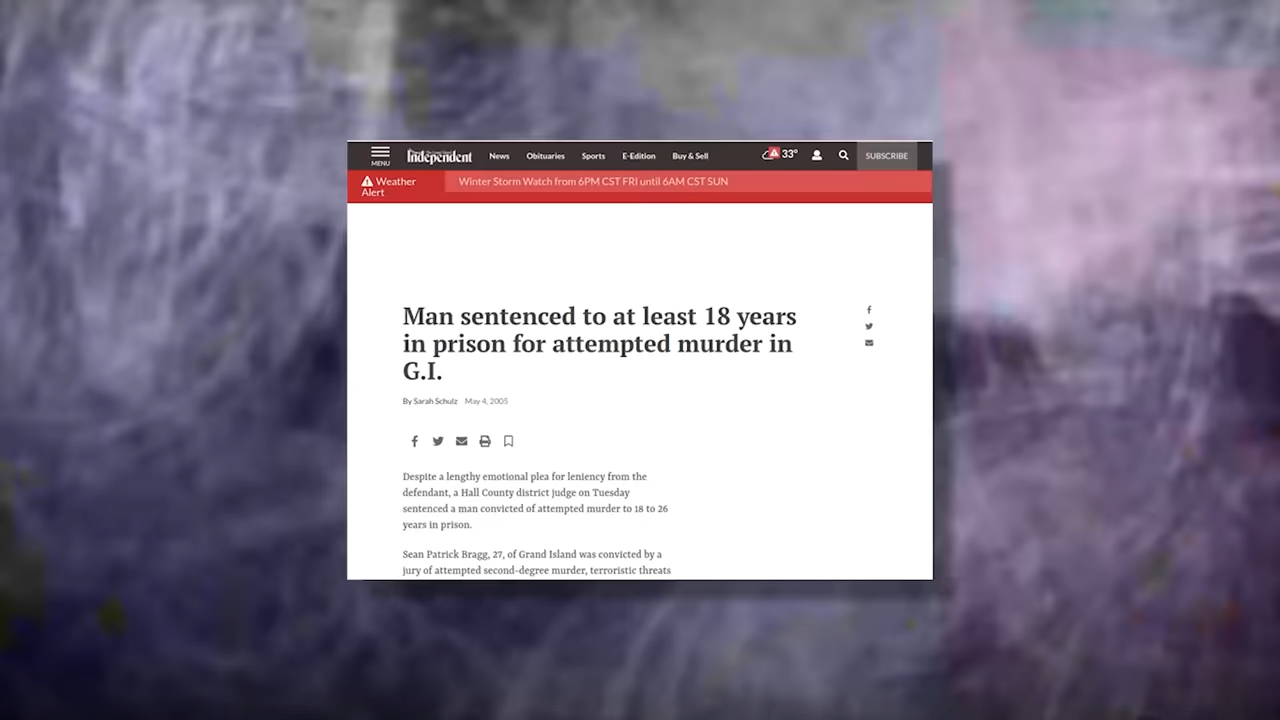 MENU
Independent
News
Obituaries
Sports
E-Edition
Buy & Sell
33°
SUBSCRIBE
Weather
Alert
Winter Storm Watch from 6PM CST FRI until 6AM CST SUN
Man sentenced to at least 18 years
in prison for attempted murder in
G.I.
By Sarah Schulz May 4, 2005
Despite a lengthy emotional plea for leniency from the
defendant, a Hall County district judge on Tuesday
sentenced a man convicted of attempted murder to 18 to 26
years in prison.
Sean Patrick Bragg, 27, of Grand Island was convicted by a
jury of attempted second-degree murder, terroristic threats